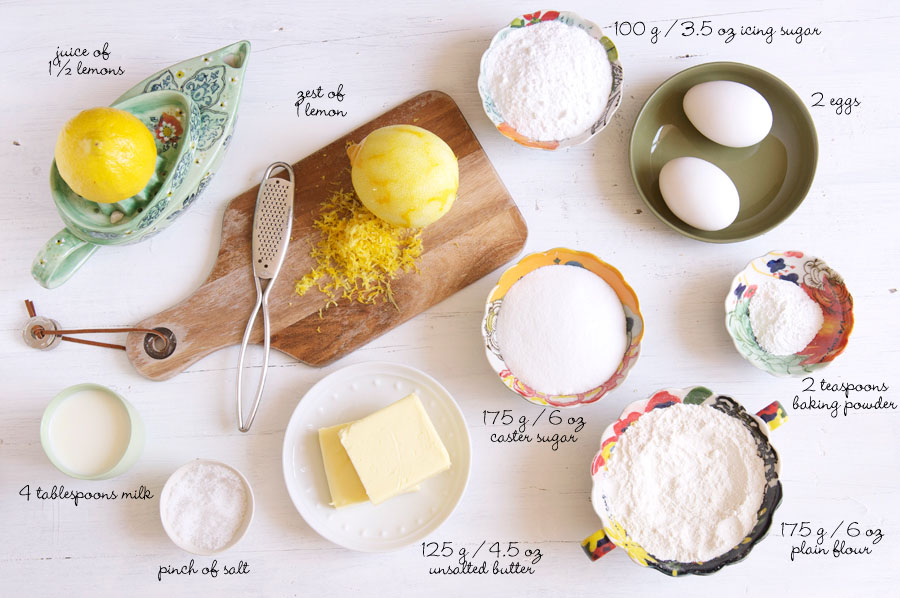 juice of
1½ lemons
zest of
1 lemon
100 g / 3.5 oz icing sugar
2 eggs
175 g / 6 oz
caster sugar
2 teaspoons
baking powder
4 tablespoons milk
pinch of salt
125 g / 4.5 oz
unsalted butter
175 g / 6 oz
plain flour